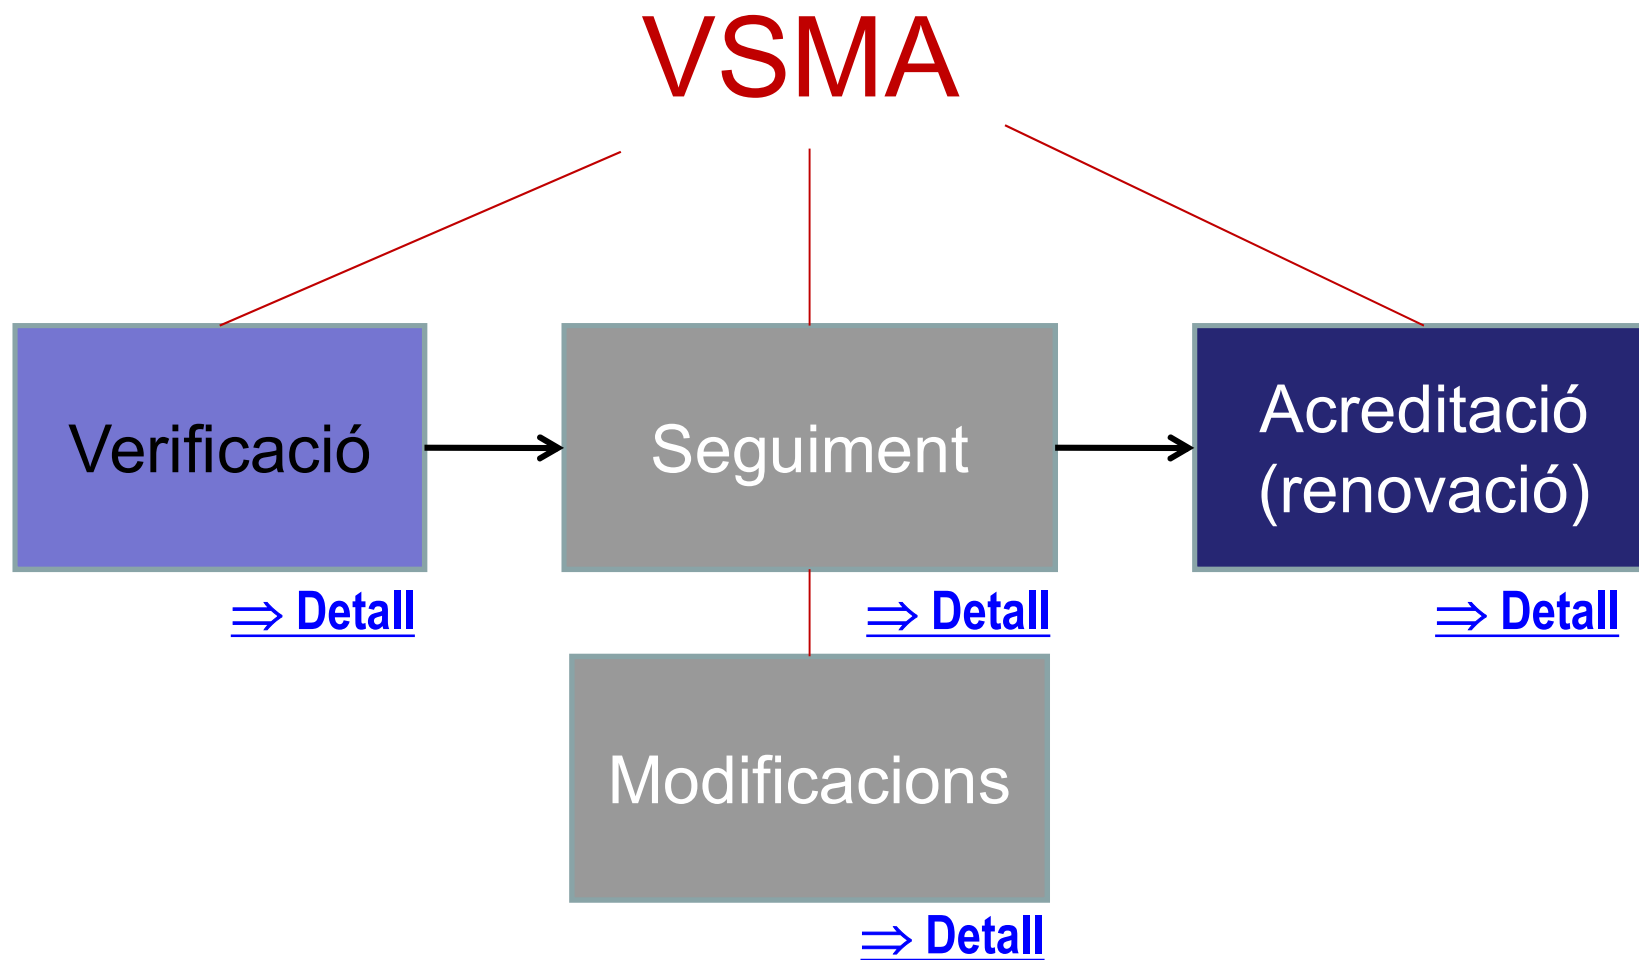 VSMA
Verificació
Seguiment
Acreditació
(renovació)
⇒ Detall
⇒ Detall
⇒ Detall
Modificacions
⇒ Detall